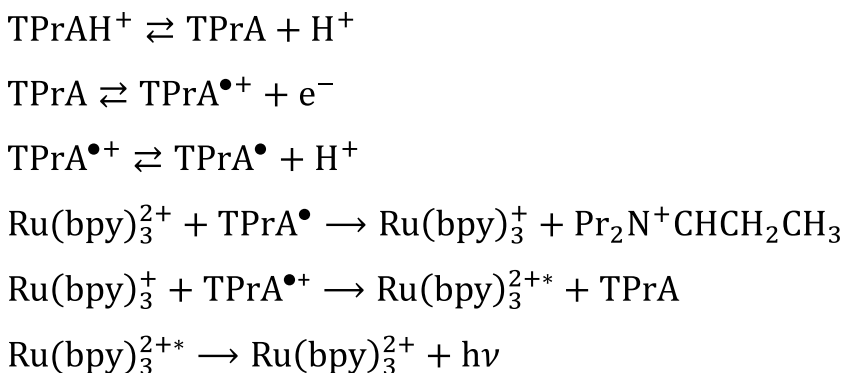 TPrAH⁺ ⇄ TPrA + H⁺
TPrA ⇄ TPrA•⁺ + e⁻
TPrA•⁺ ⇄ TPrA• + H⁺
Ru(bpy)₃²⁺ + TPrA• ⟶ Ru(bpy)₃⁺ + Pr₂N⁺CHCH₂CH₃
Ru(bpy)₃⁺ + TPrA•⁺ ⟶ Ru(bpy)₃²⁺* + TPrA
Ru(bpy)₃²⁺* ⟶ Ru(bpy)₃²⁺ + hν